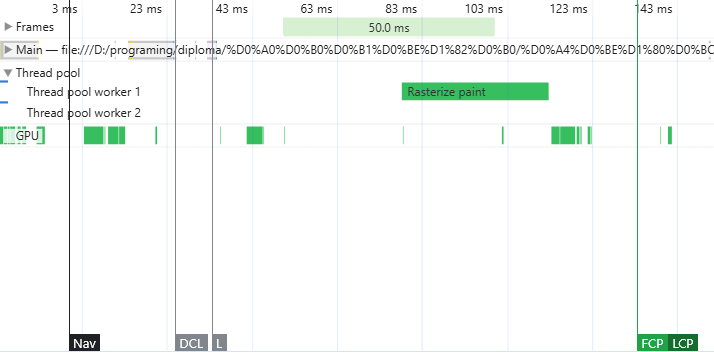 3 ms 23 ms 43 ms 63 ms 83 ms 103 ms 123 ms 143 ms
Frames 50.0 ms
Main — file:///D:/programing/diploma/%D0%A0%D0%B0%D0%B1%D0%BE%D1%82%D0%B0/%D0%A4%D0%BE%D1%80%D0%BC
Thread pool
Thread pool worker 1 Rasterize paint
Thread pool worker 2
GPU
Nav DCL L FCP LCP